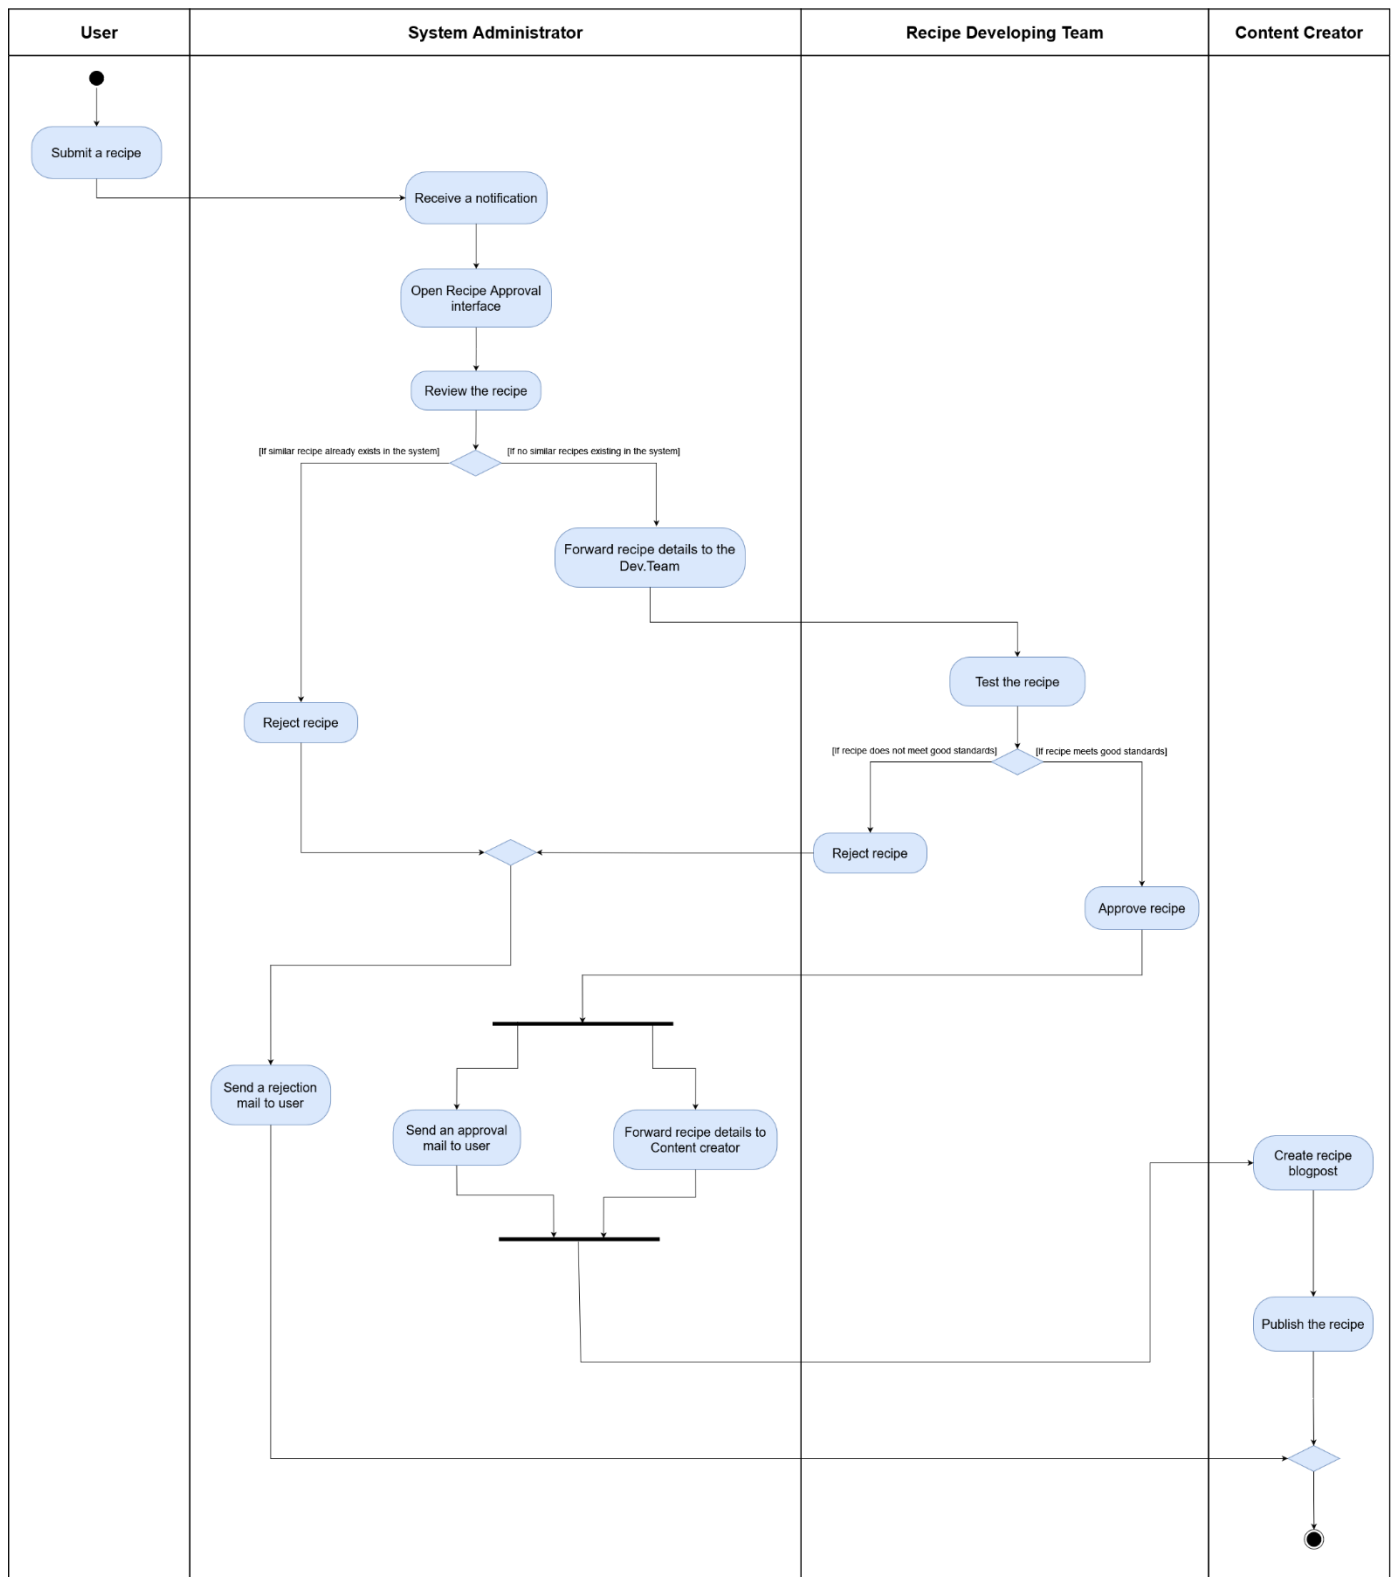 User
System Administrator
Recipe Developing Team
Content Creator
Submit a recipe
Receive a notification
Open Recipe Approval
interface
Review the recipe
[If similar recipe already exists in the system]
[If no similar recipes existing in the system]
Forward recipe details to the
Dev.Team
Test the recipe
Reject recipe
[If recipe does not meet good standards]
[If recipe meets good standards]
Reject recipe
Approve recipe
Send a rejection
mail to user
Send an approval
mail to user
Forward recipe details to
Content creator
Create recipe
blogpost
Publish the recipe